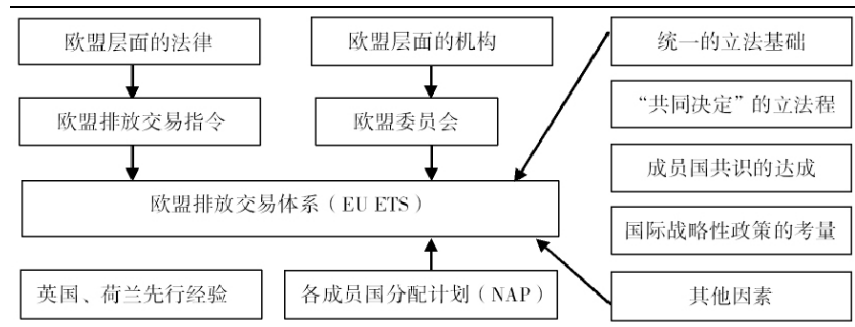 欧盟层面的法律
欧盟层面的机构
统一的立法基础
欧盟排放交易指令
欧盟委员会
“共同决定”的立法程
成员国共识的达成
欧盟排放交易体系（EU ETS）
国际战略性政策的考量
英国、荷兰先行经验
各成员国分配计划（NAP）
其他因素